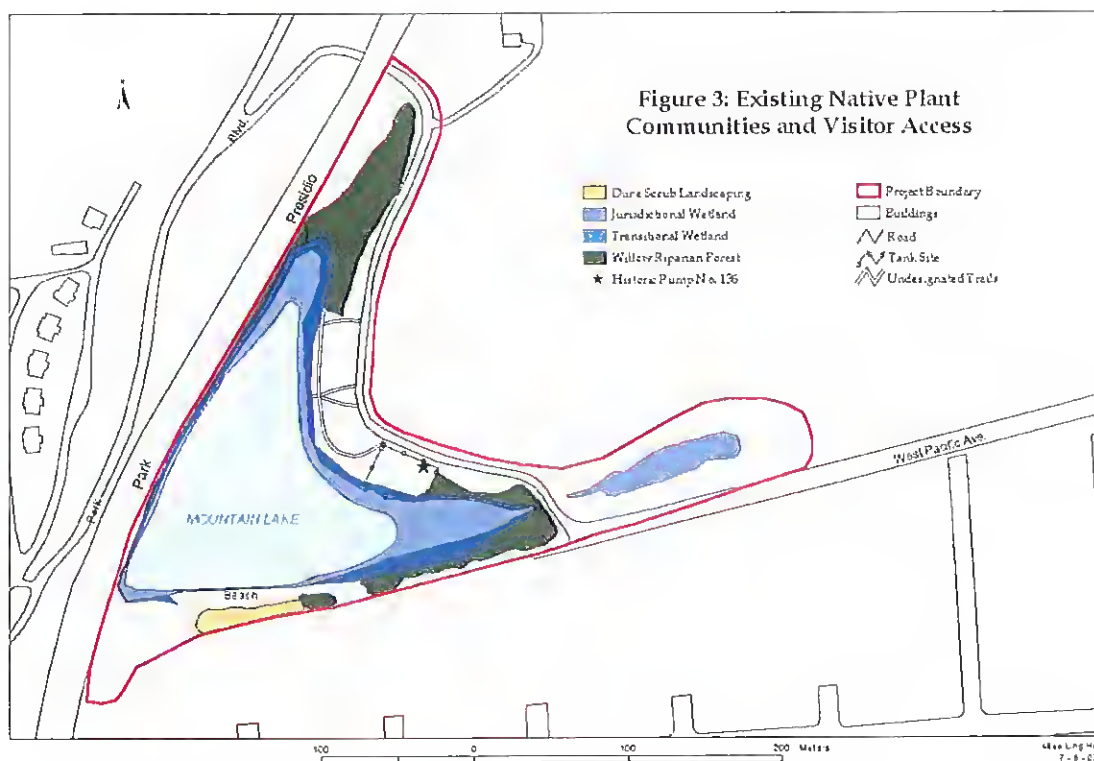 Figure 3: Existing Native Plant
Communities and Visitor Access
Dune Scrub Landscaping
Jurisdictional Wetland
Transitional Wetland
Willow Riparian Forest
Historic Pump No. 136
Project Boundary
Buildings
Road
Tank Site
Undesignated Trails
Blvd.
Presidio
Park
Park
West Pacific Ave.
MOUNTAIN LAKE
Beach
100 0 100 200 Meters